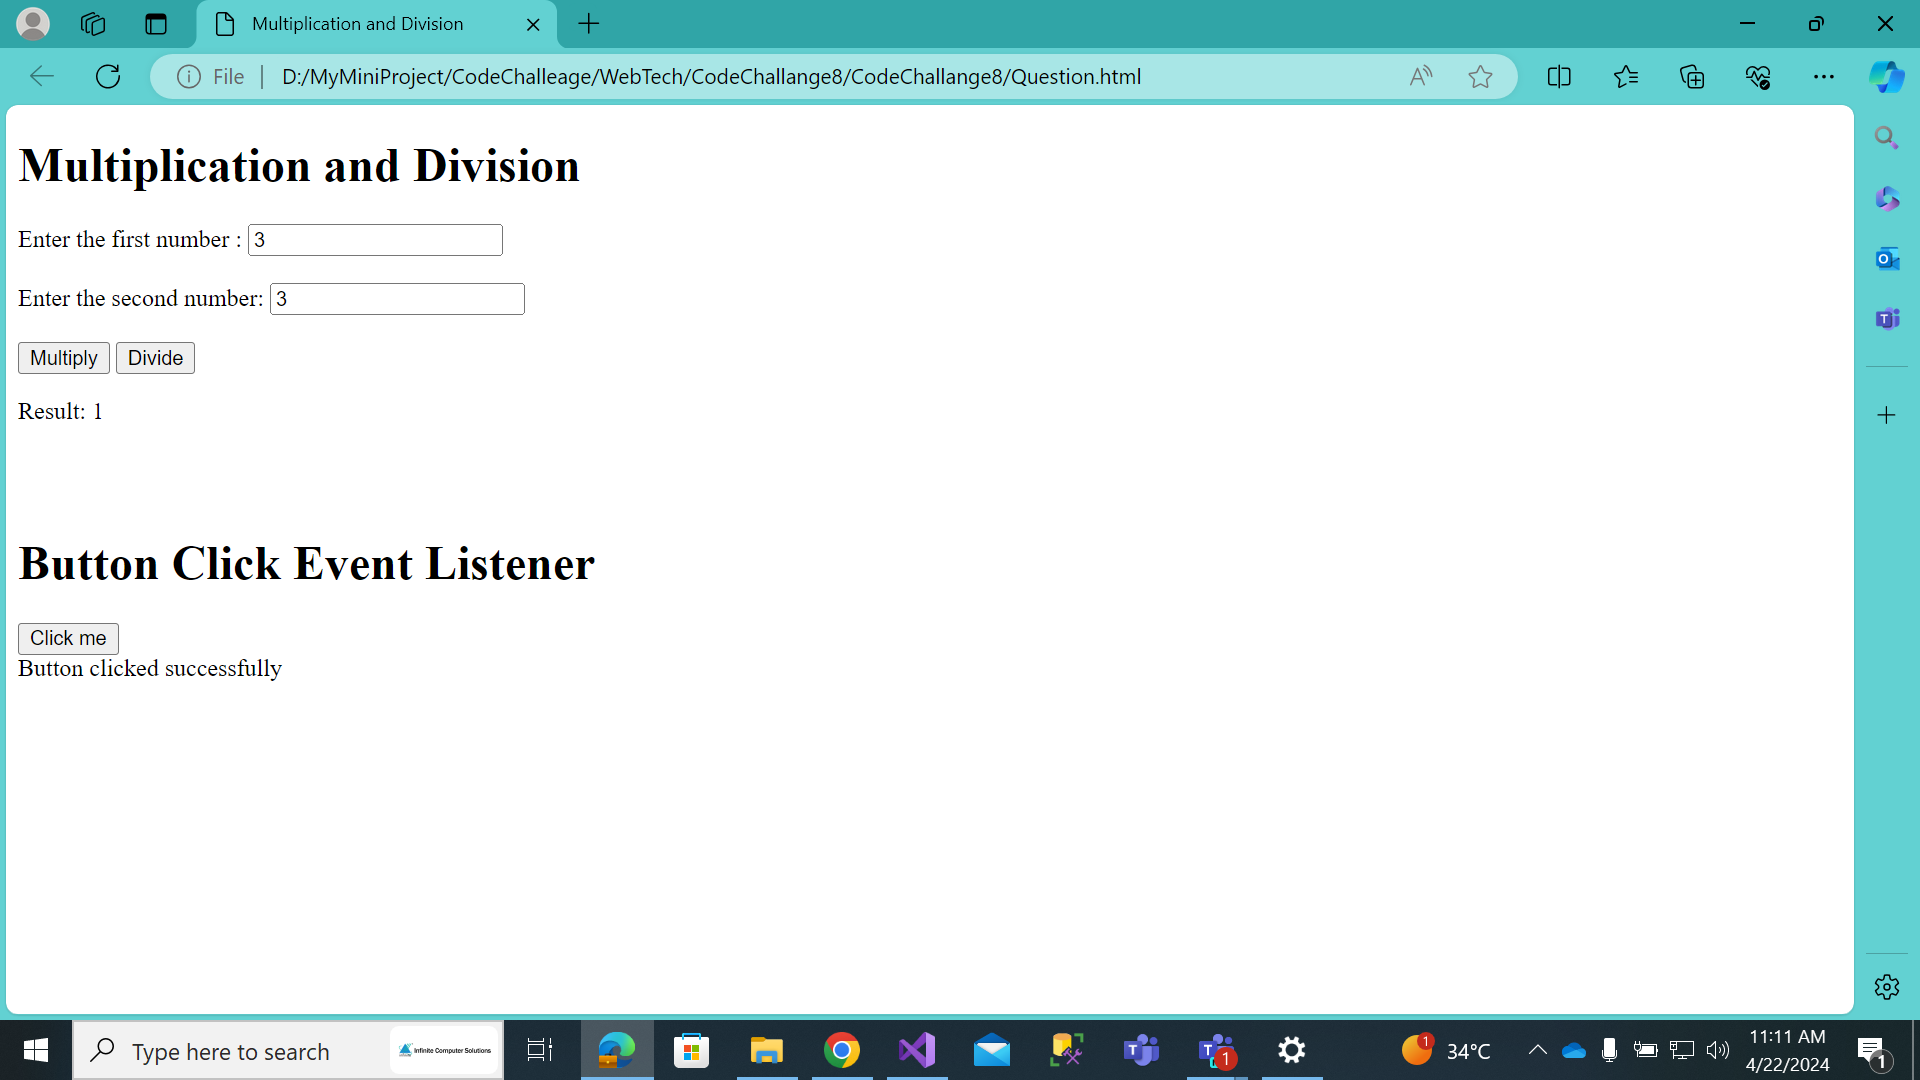 Multiplication and Division
File
D:/MyMiniProject/CodeChalleage/WebTech/CodeChallange8/CodeChallange8/Question.html
Multiplication and Division
Enter the first number : 3
Enter the second number: 3
Multiply Divide
Result: 1
Button Click Event Listener
Click me
Button clicked successfully
Type here to search
Infinite Computer Solutions
1
1
34°C
11:11 AM
4/22/2024
1